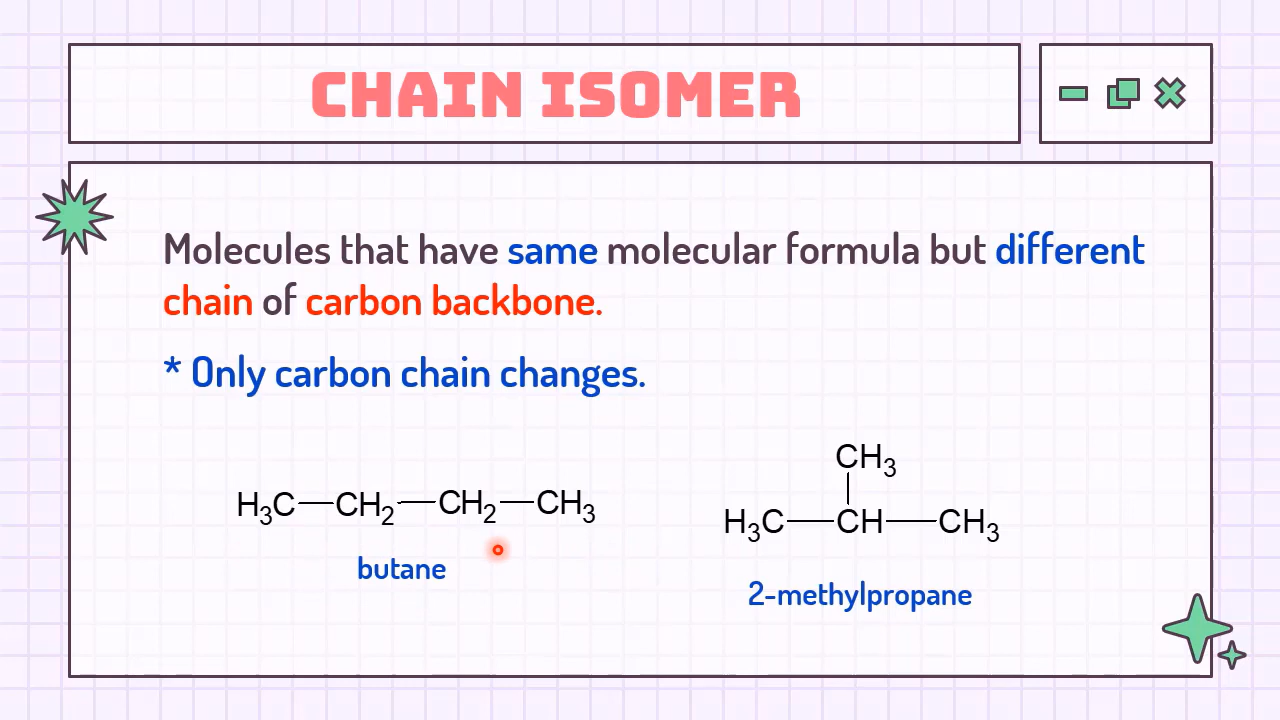 CHAIN ISOMER
Molecules that have same molecular formula but different
chain of carbon backbone.
* Only carbon chain changes.
H₃C—CH₂—CH₂—CH₃
butane
CH₃
H₃C—CH—CH₃
2-methylpropane